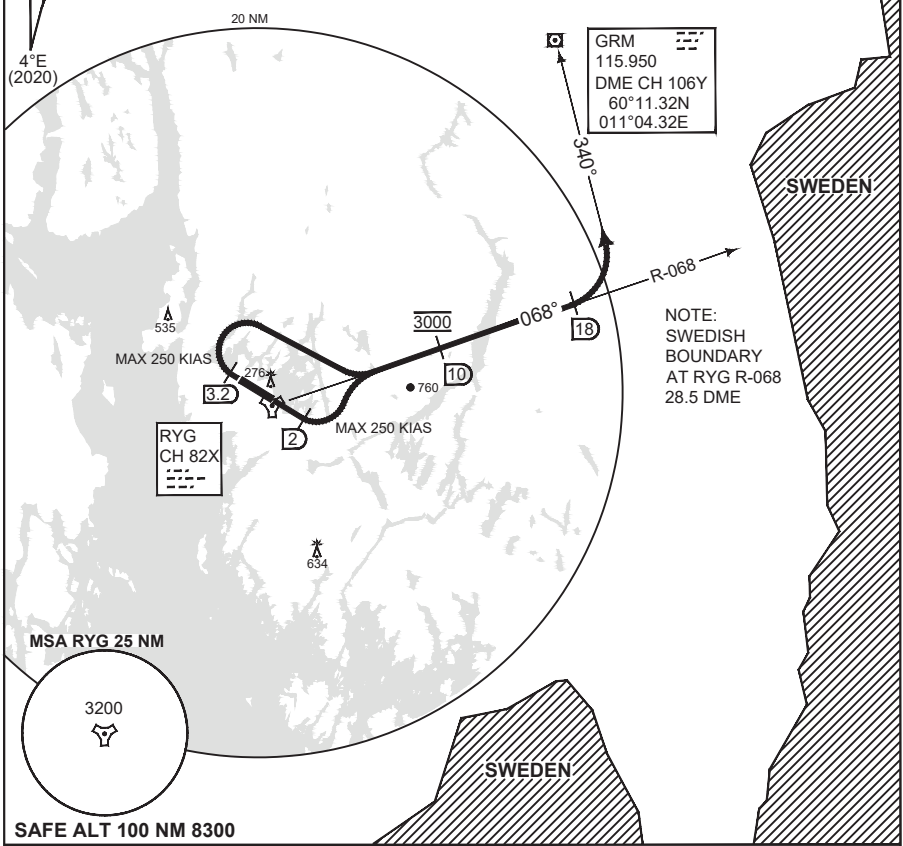 20 NM
4°E
(2020)
GRM
115.950
DME CH 106Y
60°11.32N
011°04.32E
340°
SWEDEN
R-068
068°
18
NOTE:
SWEDISH
BOUNDARY
AT RYG R-068
28.5 DME
3000
10
535
MAX 250 KIAS
276
3.2
760
2
MAX 250 KIAS
RYG
CH 82X
634
MSA RYG 25 NM
3200
SWEDEN
SAFE ALT 100 NM 8300